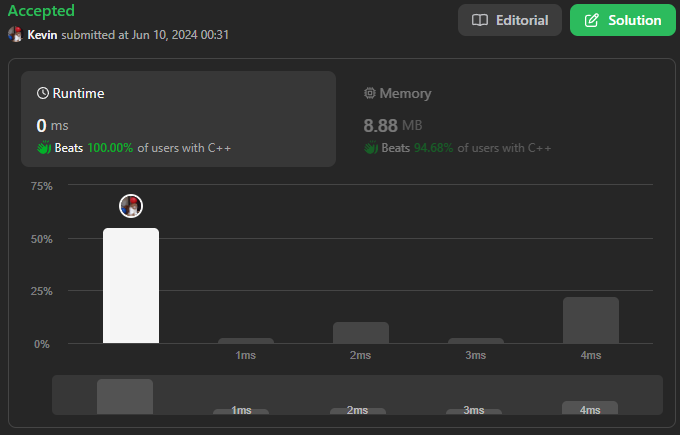 Accepted
Editorial
Solution
Kevin submitted at Jun 10, 2024 00:31
Runtime
Memory
0 ms
8.88 MB
Beats 100.00% of users with C++
Beats 94.68% of users with C++
75%
50%
25%
0%
1ms 2ms 3ms 4ms
1ms 2ms 3ms 4ms